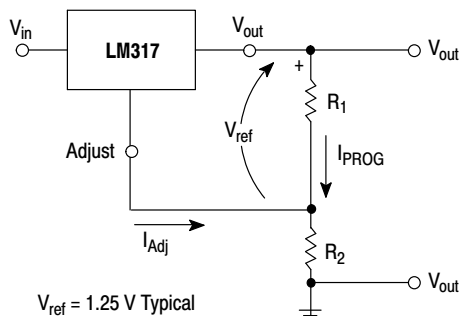 V_in
LM317
V_out
V_out
+
R_1
V_ref
Adjust
I_PROG
I_Adj
R_2
V_out
V_ref = 1.25 V Typical